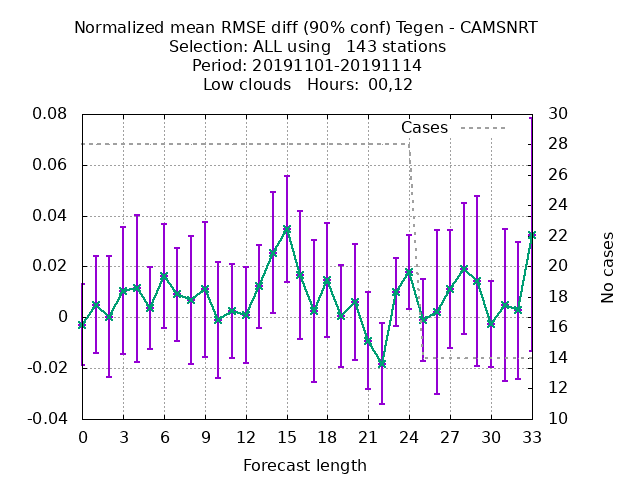 Normalized mean RMSE diff (90% conf) Tegen - CAMSNRT
Selection: ALL using 143 stations
Period: 20191101-20191114
Low clouds Hours: 00,12
Cases
0.08
0.06
0.04
0.02
0
-0.02
-0.04
30
28
26
24
22
20
18
16
14
12
10
No cases
0 3 6 9 12 15 18 21 24 27 30 33
Forecast length